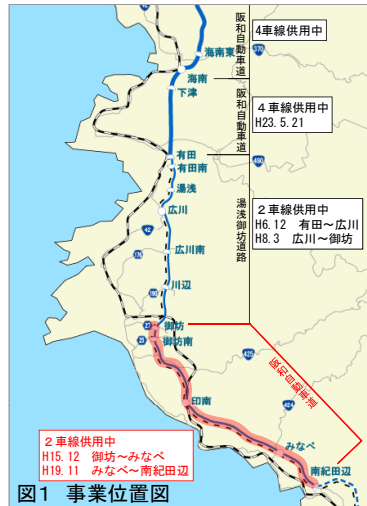 42
阪和自動車道
4車線供用中
370
海南東
海南
下津
阪和自動車道
４車線供用中
H23.5.21
有田
480
有田南
湯浅
湯浅御坊道路
２車線供用中
H6.12 有田～広川
H8.3 広川～御坊
広川
42
広川南
川辺
御坊
御坊南
425
阪和自動車道
424
印南
みなべ
２車線供用中
H15.12 御坊～みなべ
H19.11 みなべ～南紀田辺
南紀田辺
図1 事業位置図